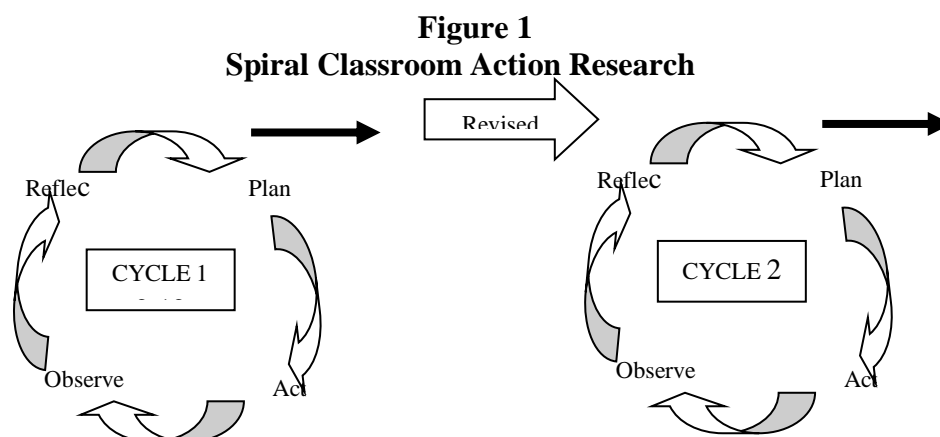 Figure 1
Spiral Classroom Action Research
Revised
Reflec
Plan
CYCLE 1
Observe
Act
Reflec
Plan
CYCLE 2
Observe
Act